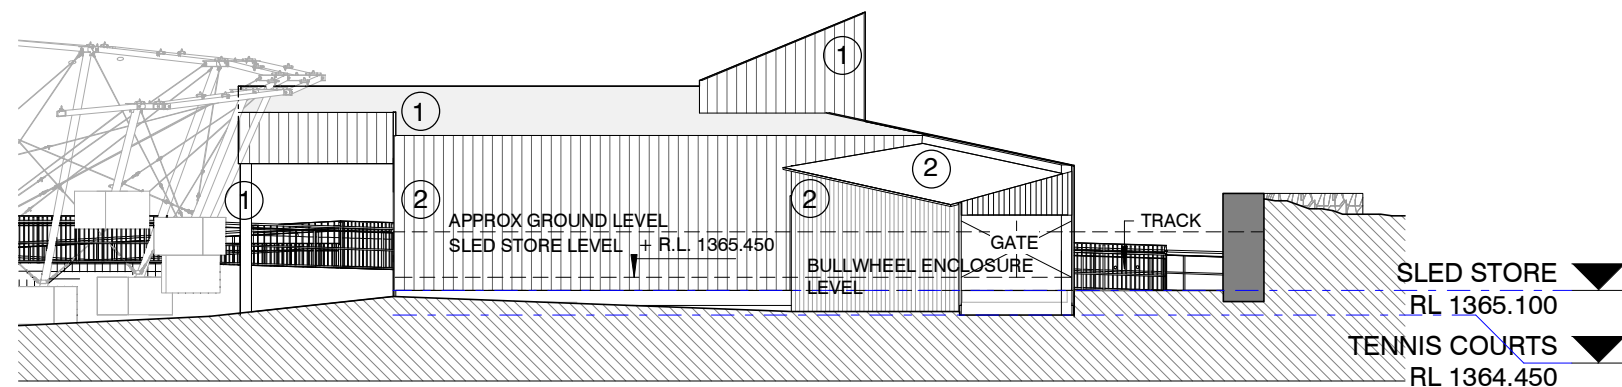 1
1
1
2
2
2
APPROX GROUND LEVEL
SLED STORE LEVEL + R.L. 1365.450
BULLWHEEL ENCLOSURE
LEVEL
GATE
TRACK
SLED STORE
RL 1365.100
TENNIS COURTS
RL 1364.450